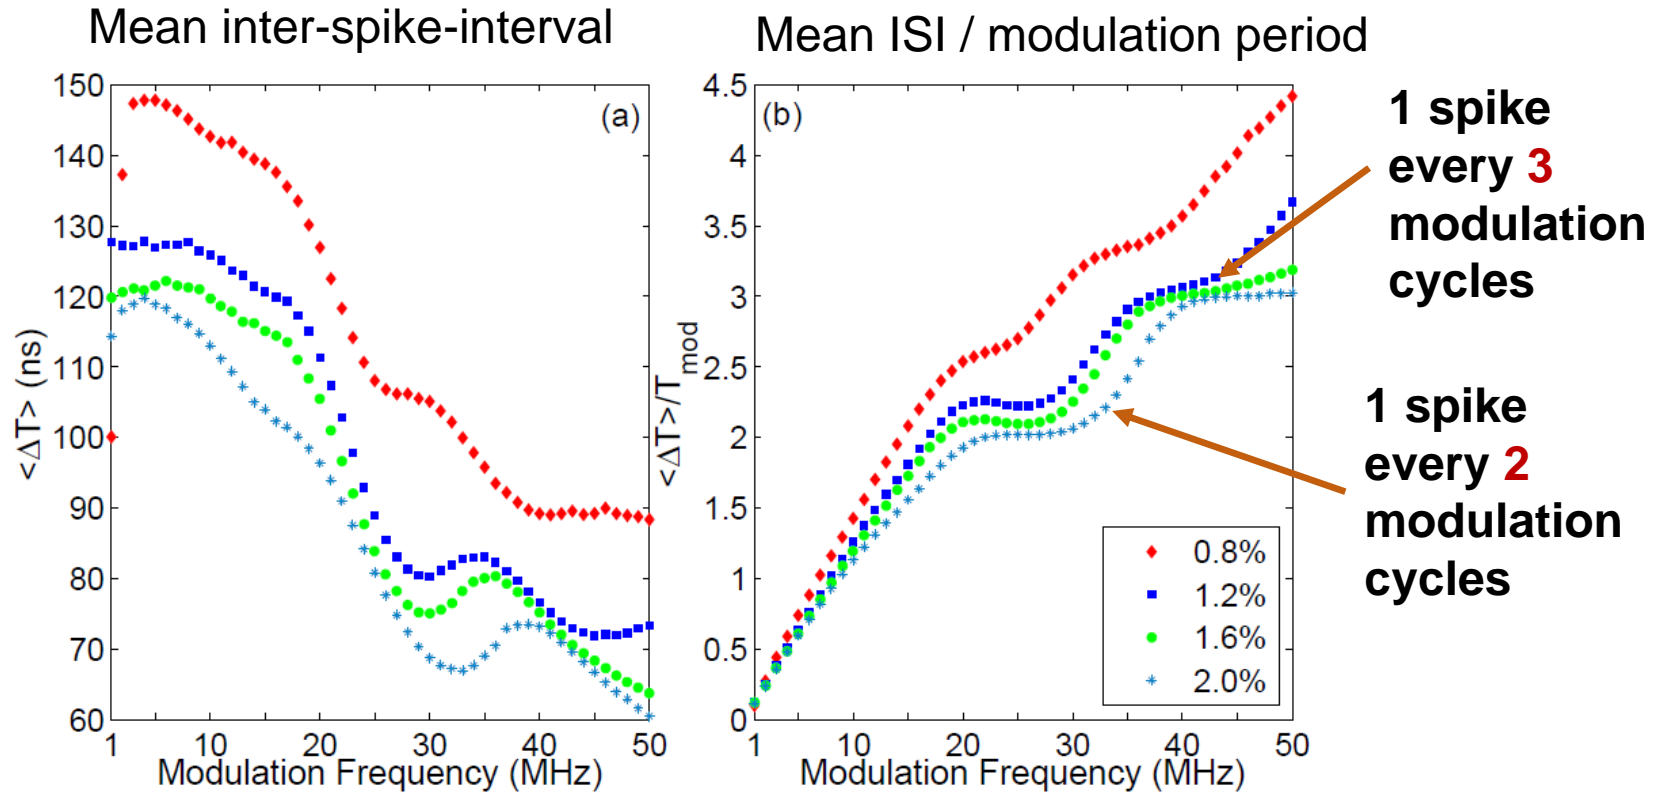 Mean inter-spike-interval
Mean ISI / modulation period
150
140
130
120
110
100
90
80
70
60
<ΔT> (ns)
(a)
1
10
20
30
40
50
Modulation Frequency (MHz)
4.5
4
3.5
3
2.5
2
1.5
1
0.5
0
<ΔT>/Tmod
(b)
0.8%
1.2%
1.6%
2.0%
1
10
20
30
40
50
Modulation Frequency (MHz)
1 spike
every 3
modulation
cycles
1 spike
every 2
modulation
cycles